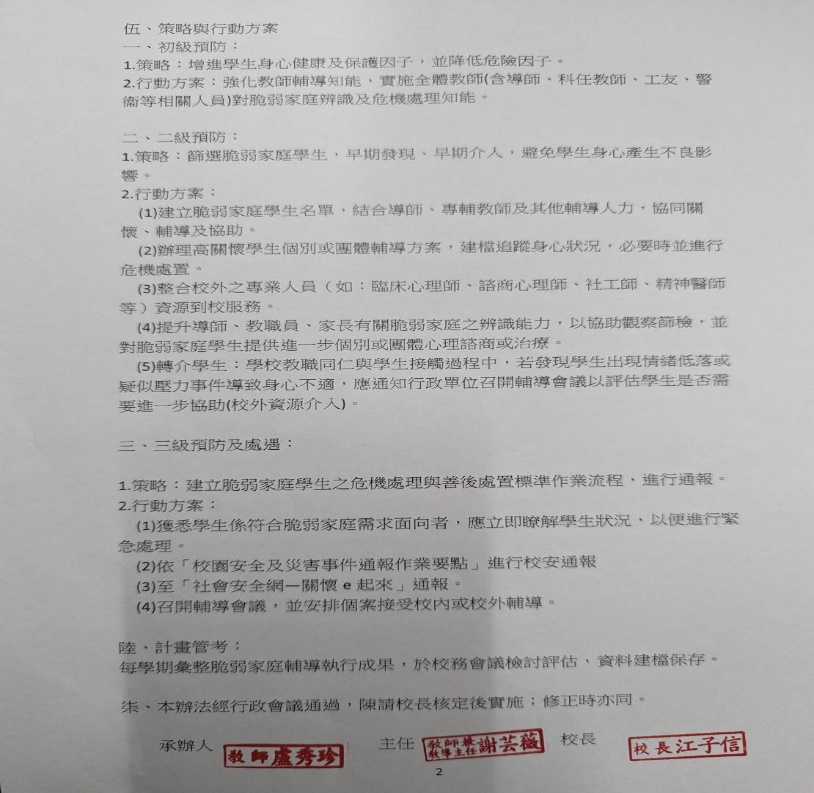 伍、策略與行動方案
一、初級預防：
1.策略：增進學生身心健康及保護因子，並降低危險因子。
2.行動方案：強化教師輔導知能，實施全體教師(含導師、科任教師、工友、警
衞等相關人員)對脆弱家庭辨識及危機處理知能。
二、二級預防：
1.策略：篩選脆弱家庭學生，早期發現、早期介入，避免學生身心產生不良影
響。
2.行動方案：
(1)建立脆弱家庭學生名單，結合導師、專輔教師及其他輔導人力，協同關
懷、輔導及協助。
(2)辦理高關懷學生個別或團體輔導方案，建檔追蹤身心狀況，必要時並進行
危機處置。
(3)整合校外之專業人員（如：臨床心理師、諮商心理師、社工師、精神醫師
等）資源到校服務。
(4)提升導師、教職員、家長有關脆弱家庭之辨識能力，以協助觀察篩檢，並
對脆弱家庭學生提供進一步個別或團體心理諮商或治療。
(5)轉介學生：學校教職同仁與學生接觸過程中，若發現學生出現情緒低落或
疑似壓力事件導致身心不適，應通知行政單位召開輔導會議以評估學生是否需
要進一步協助(校外資源介入)。
三、三級預防及處遇：
1.策略：建立脆弱家庭學生之危機處理與善後處置標準作業流程，進行通報。
2.行動方案：
(1)獲悉學生係符合脆弱家庭需求面向者，應立即瞭解學生狀況，以便進行緊
急處理。
(2)依「校園安全及災害事件通報作業要點」進行校安通報
(3)至「社會安全網—關懷 e 起來」通報。
(4)召開輔導會議，並安排個案接受校內或校外輔導。
陸、計畫管考：
每學期彙整脆弱家庭輔導執行成果，於校務會議檢討評估，資料建檔保存。
柒、本辦法經行政會議通過，陳請校長核定後實施；修正時亦同。
承辦人 教師盧秀珍 主任 教師兼教導主任謝芸薇 校長 校長江子信
2